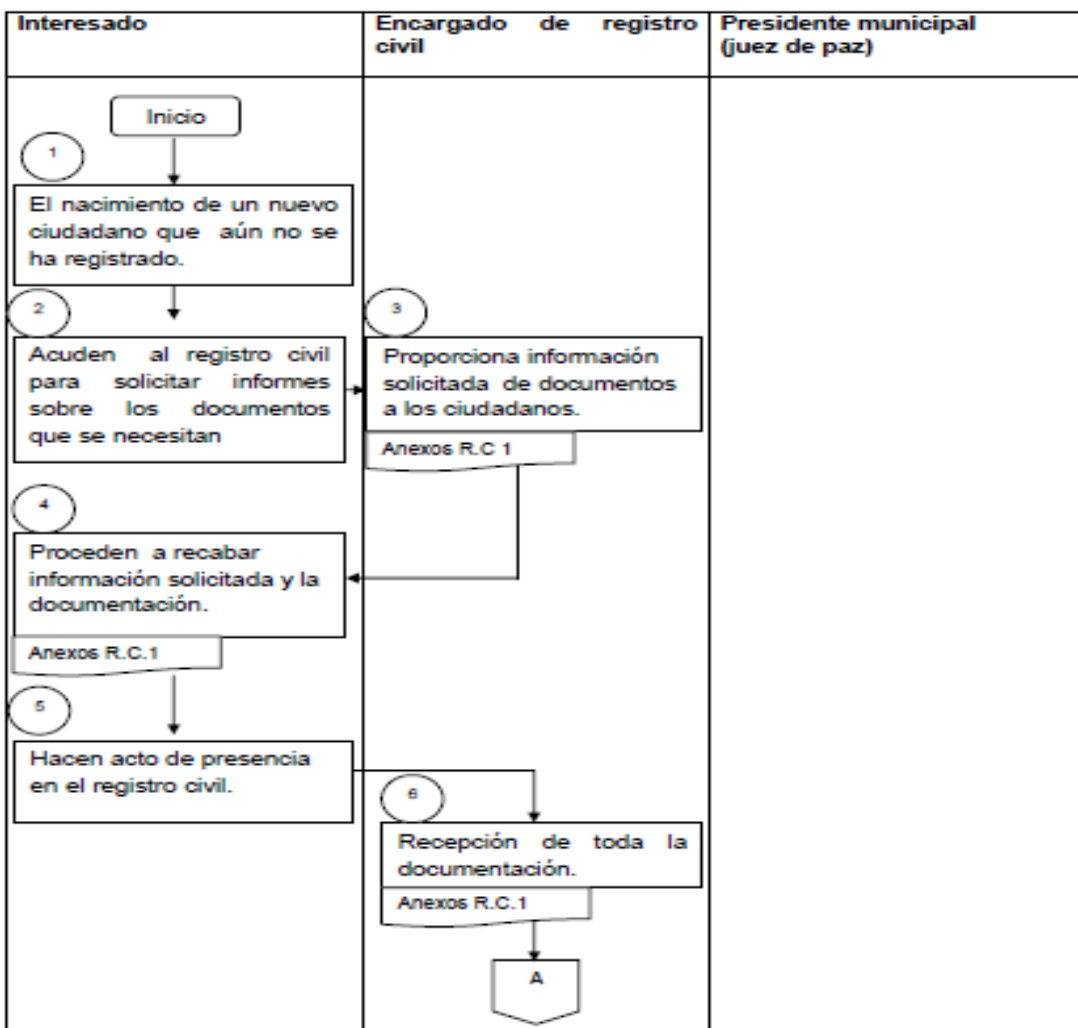 Interesado
Encargado de registro
civil
Presidente municipal
(juez de paz)
Inicio
1
El nacimiento de un nuevo
ciudadano que aún no se
ha registrado.
2
Acuden al registro civil
para solicitar informes
sobre los documentos
que se necesitan
3
Proporciona información
solicitada de documentos
a los ciudadanos.
Anexos R.C 1
4
Proceden a recabar
información solicitada y la
documentación.
Anexos R.C.1
5
Hacen acto de presencia
en el registro civil.
6
Recepción de toda la
documentación.
Anexos R.C.1
A